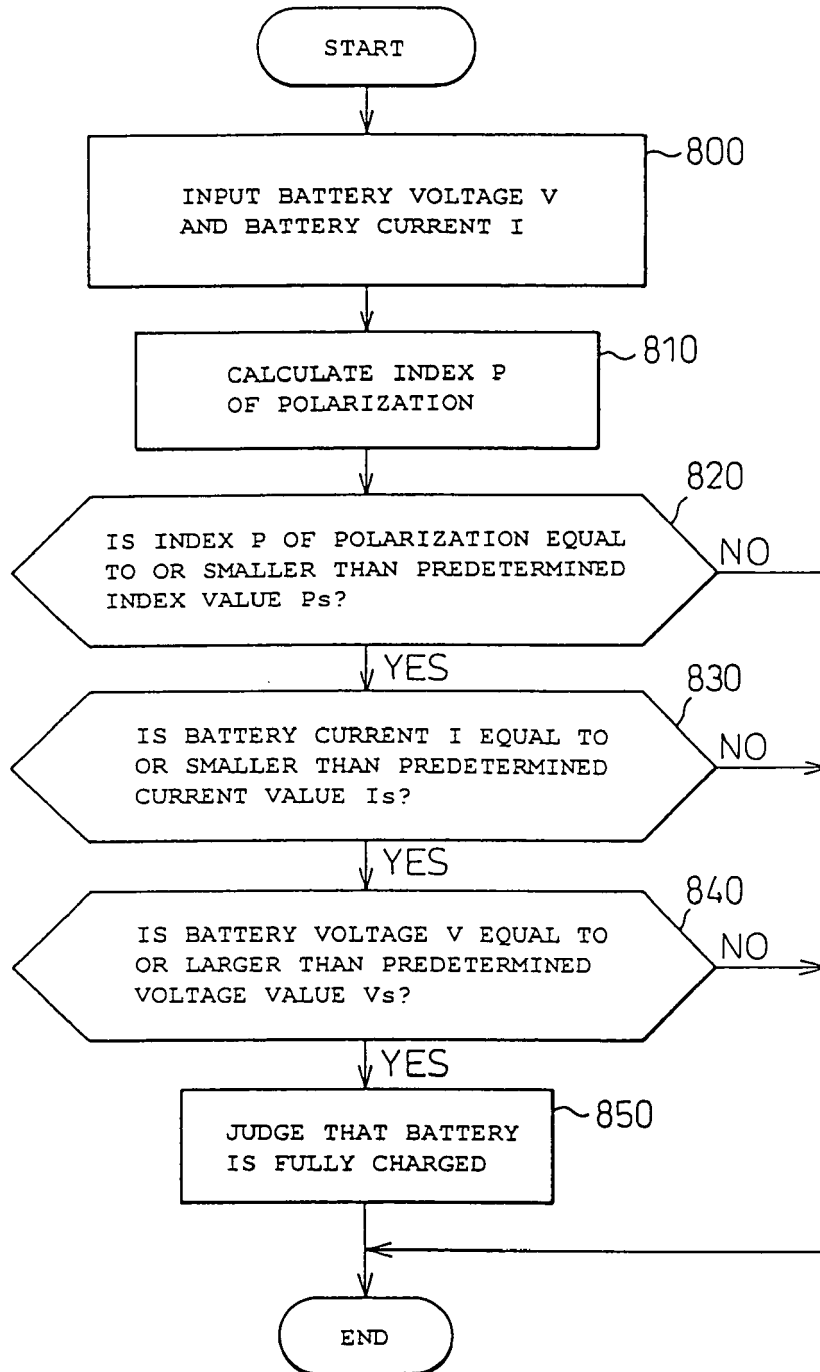 START
800
INPUT BATTERY VOLTAGE V
AND BATTERY CURRENT I
810
CALCULATE INDEX P
OF POLARIZATION
820
IS INDEX P OF POLARIZATION EQUAL
TO OR SMALLER THAN PREDETERMINED
INDEX VALUE Ps?
NO
YES
830
IS BATTERY CURRENT I EQUAL TO
OR SMALLER THAN PREDETERMINED
CURRENT VALUE Is?
NO
YES
840
IS BATTERY VOLTAGE V EQUAL TO
OR LARGER THAN PREDETERMINED
VOLTAGE VALUE Vs?
NO
YES
850
JUDGE THAT BATTERY
IS FULLY CHARGED
END